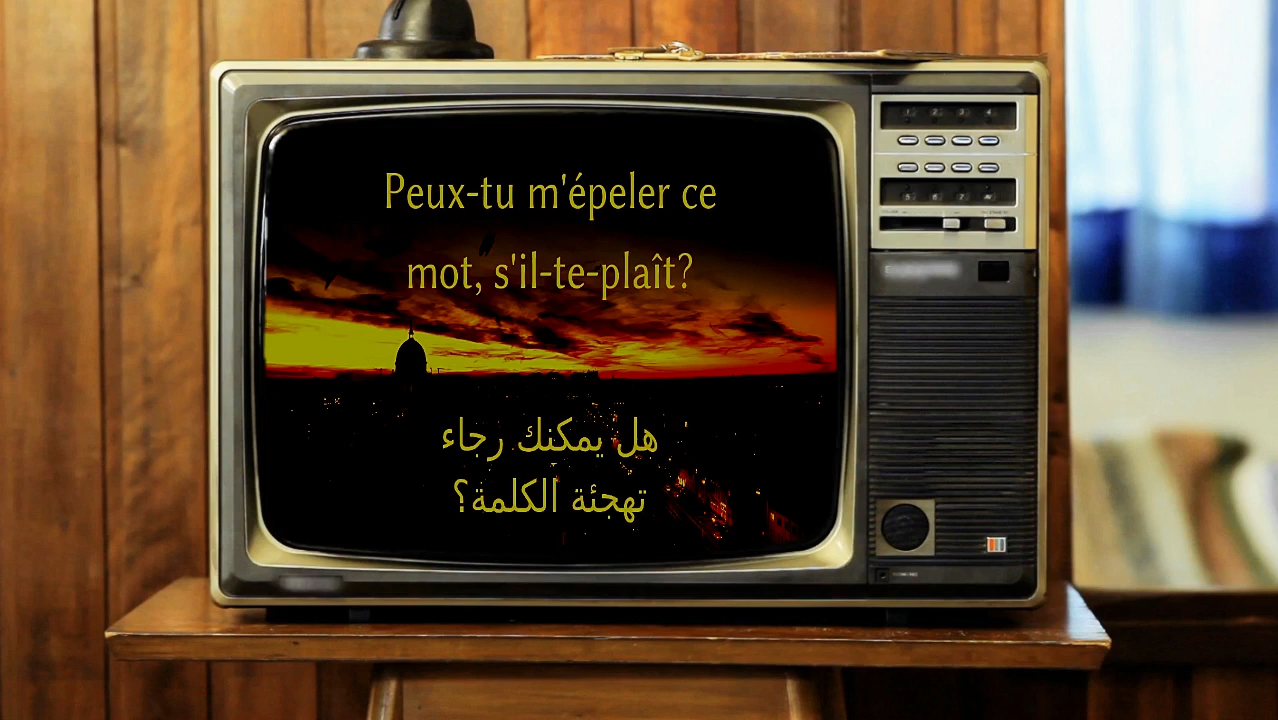 Peux-tu m'épeler ce
mot, s'il-te-plaît?
هل يمكنك رجاء
تهجئة الكلمة؟